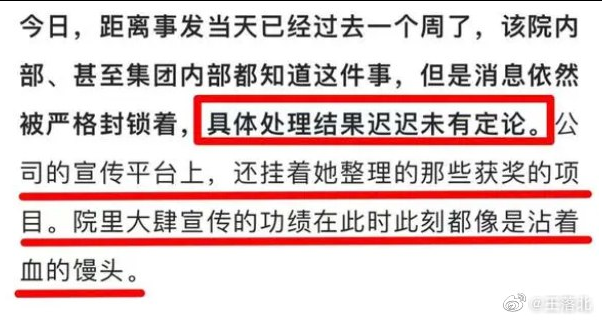 今日，距离事发当天已经过去一个周了，该院内
部、甚至集团内部都知道这件事，但是消息依然
被严格封锁着，具体处理结果迟迟未有定论。公
司的宣传平台上，还挂着她整理的那些获奖的项
目。院里大肆宣传的功绩在此时此刻都像是沾着
血的馒头。
@王落北